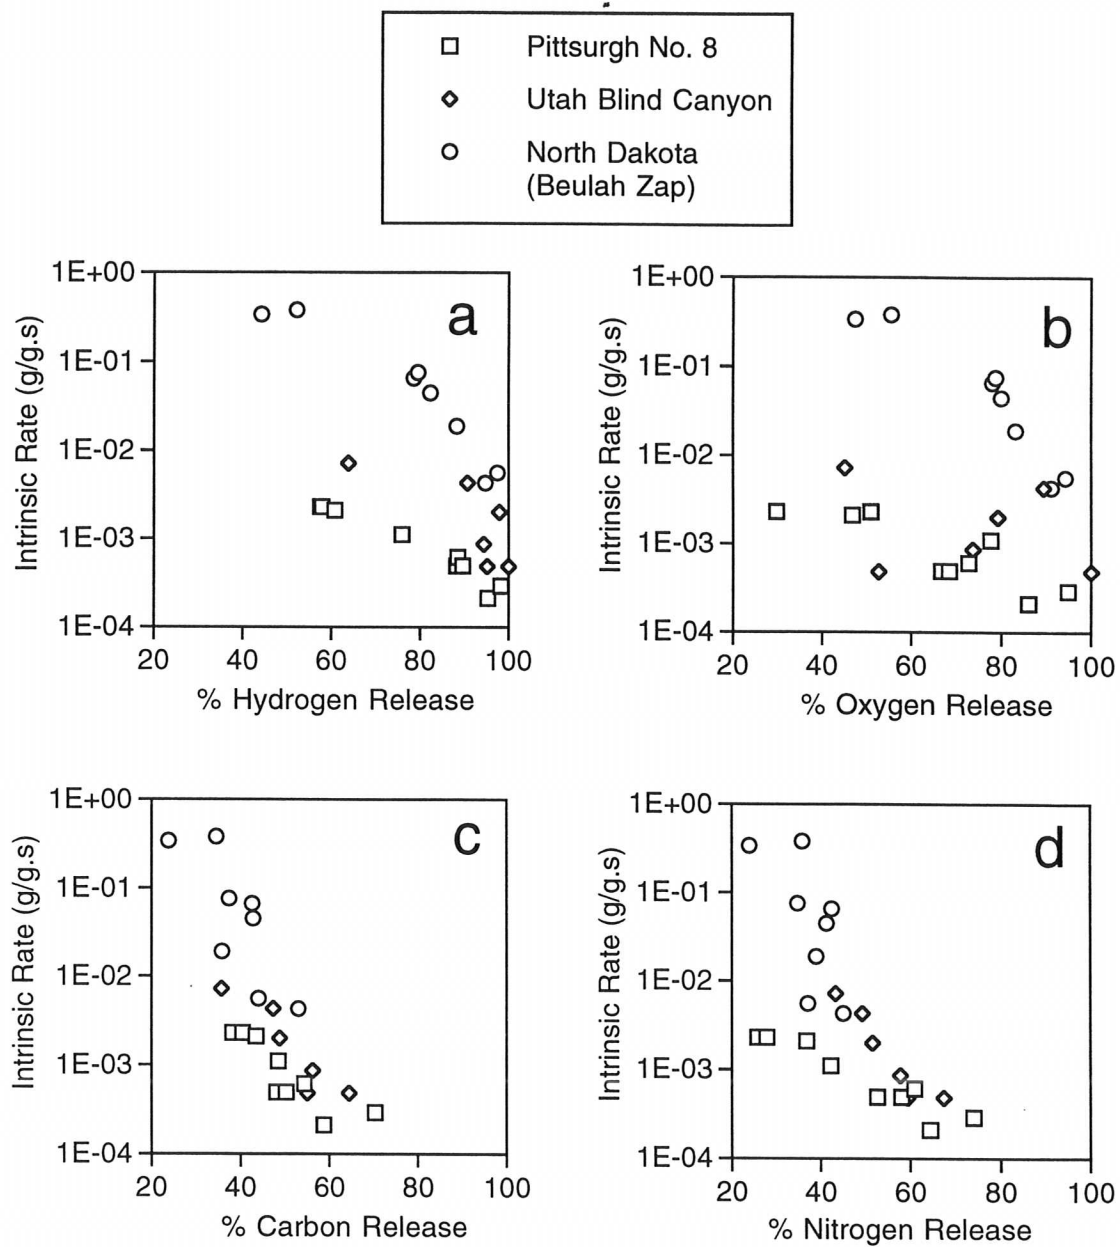 Pittsurgh No. 8
Utah Blind Canyon
North Dakota
(Beulah Zap)
1E+00
1E-01
1E-02
1E-03
1E-04
Intrinsic Rate (g/g.s)
a
20 40 60 80 100
% Hydrogen Release
1E+00
1E-01
1E-02
1E-03
1E-04
Intrinsic Rate (g/g.s)
b
20 40 60 80 100
% Oxygen Release
1E+00
1E-01
1E-02
1E-03
1E-04
Intrinsic Rate (g/g.s)
c
20 40 60 80 100
% Carbon Release
1E+00
1E-01
1E-02
1E-03
1E-04
Intrinsic Rate (g/g.s)
d
20 40 60 80 100
% Nitrogen Release